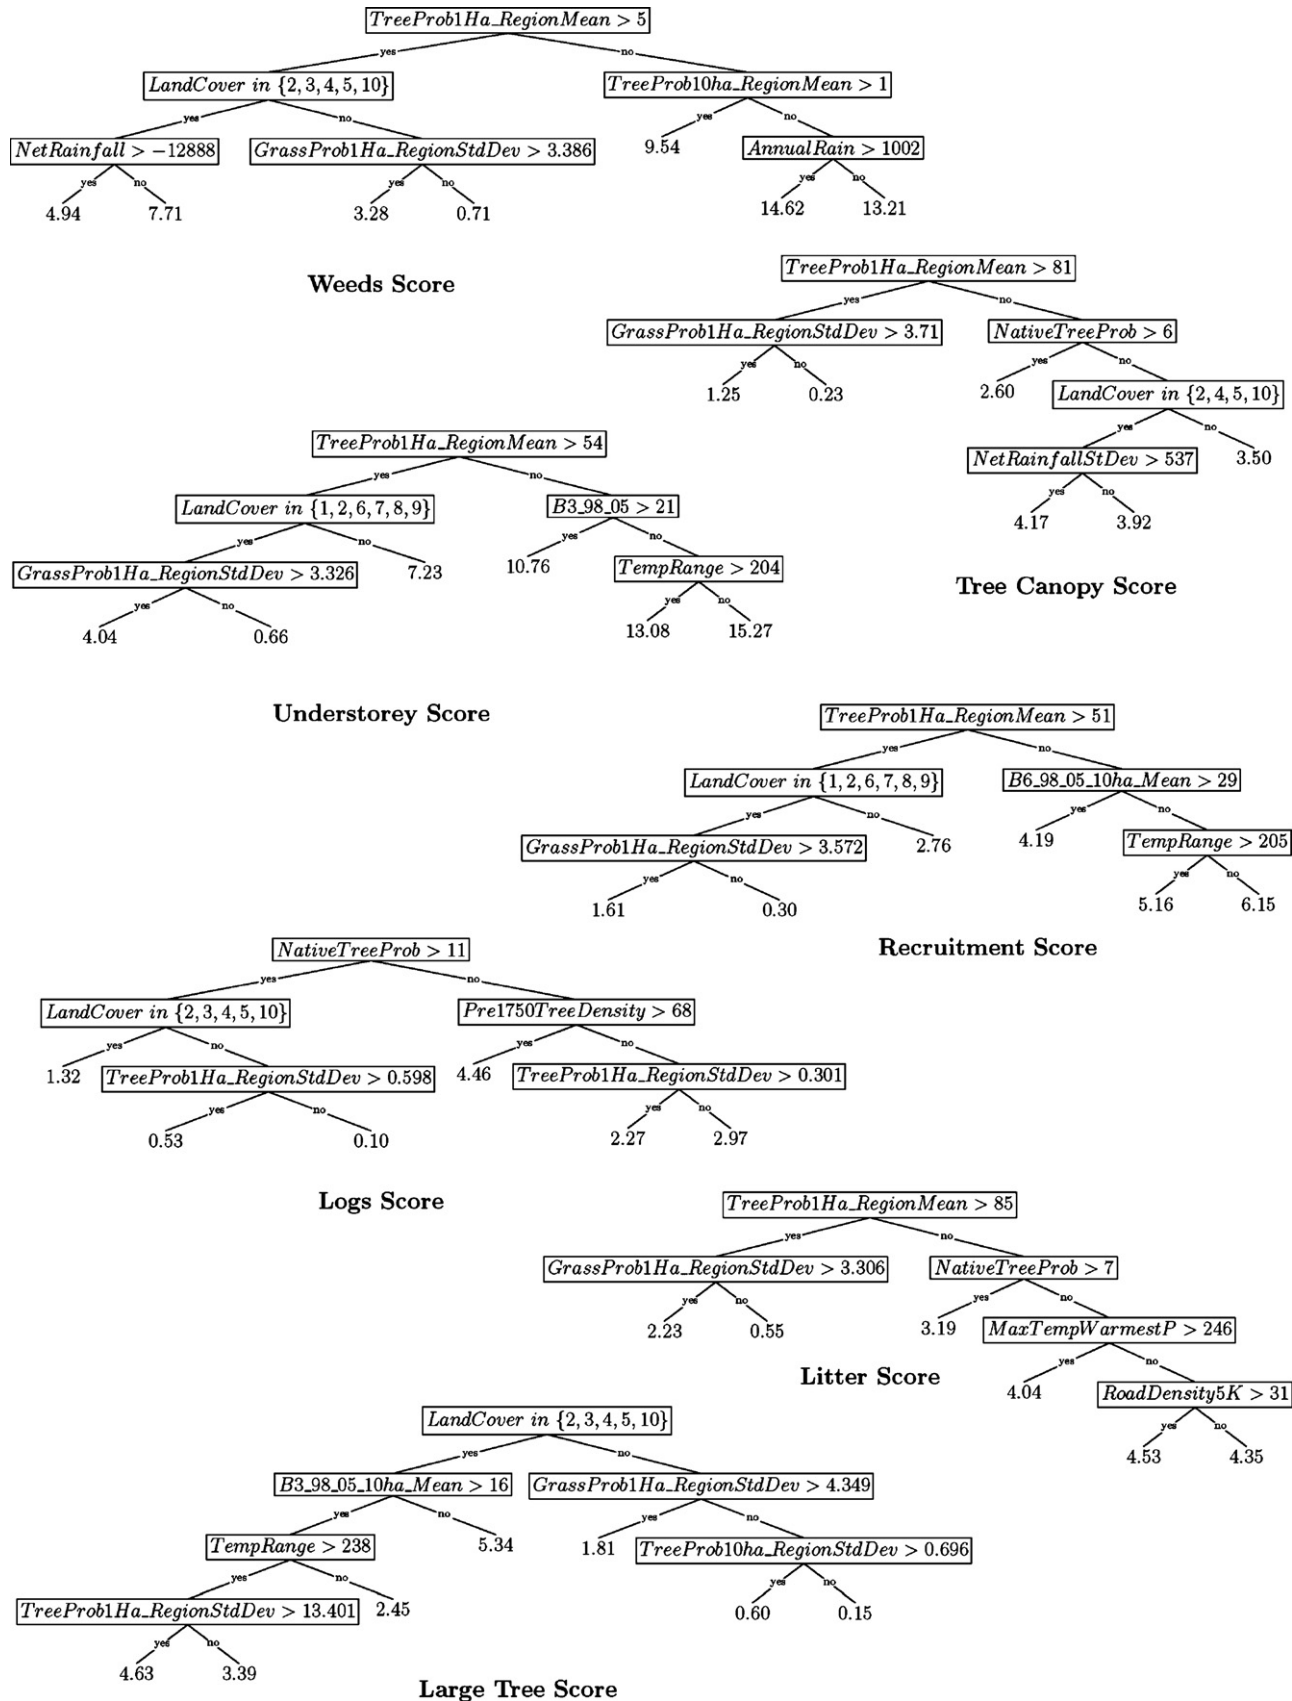 TreeProb1Ha_RegionMean > 5
yes no
LandCover in {2, 3, 4, 5, 10} TreeProb10ha_RegionMean > 1
yes no yes no
NetRainfall > −12888 GrassProb1Ha_RegionStdDev > 3.386 9.54 AnnualRain > 1002
yes no yes no yes no
4.94 7.71 3.28 0.71 14.62 13.21
Weeds Score
TreeProb1Ha_RegionMean > 81
yes no
GrassProb1Ha_RegionStdDev > 3.71 NativeTreeProb > 6
yes no yes no
1.25 0.23 2.60 LandCover in {2, 4, 5, 10}
yes no
NetRainfallStDev > 537 3.50
yes no
4.17 3.92
Tree Canopy Score
TreeProb1Ha_RegionMean > 54
yes no
LandCover in {1, 2, 6, 7, 8, 9} B3_98_05 > 21
yes no yes no
GrassProb1Ha_RegionStdDev > 3.326 7.23 10.76 TempRange > 204
yes no yes no
4.04 0.66 13.08 15.27
Understorey Score
TreeProb1Ha_RegionMean > 51
yes no
LandCover in {1, 2, 6, 7, 8, 9} B6_98_05_10ha_Mean > 29
yes no yes no
GrassProb1Ha_RegionStdDev > 3.572 2.76 4.19 TempRange > 205
yes no yes no
1.61 0.30 5.16 6.15
Recruitment Score
NativeTreeProb > 11
yes no
LandCover in {2, 3, 4, 5, 10} Pre1750TreeDensity > 68
yes no yes no
1.32 TreeProb1Ha_RegionStdDev > 0.598 4.46 TreeProb1Ha_RegionStdDev > 0.301
yes no yes no
0.53 0.10 2.27 2.97
Logs Score
TreeProb1Ha_RegionMean > 85
yes no
GrassProb1Ha_RegionStdDev > 3.306 NativeTreeProb > 7
yes no yes no
2.23 0.55 3.19 MaxTempWarmestP > 246
yes no
4.04 RoadDensity5K > 31
yes no
4.53 4.35
Litter Score
LandCover in {2, 3, 4, 5, 10}
yes no
B3_98_05_10ha_Mean > 16 GrassProb1Ha_RegionStdDev > 4.349
yes no yes no
TempRange > 238 5.34 1.81 TreeProb10ha_RegionStdDev > 0.696
yes no yes no
TreeProb1Ha_RegionStdDev > 13.401 2.45 0.60 0.15
yes no
4.63 3.39
Large Tree Score